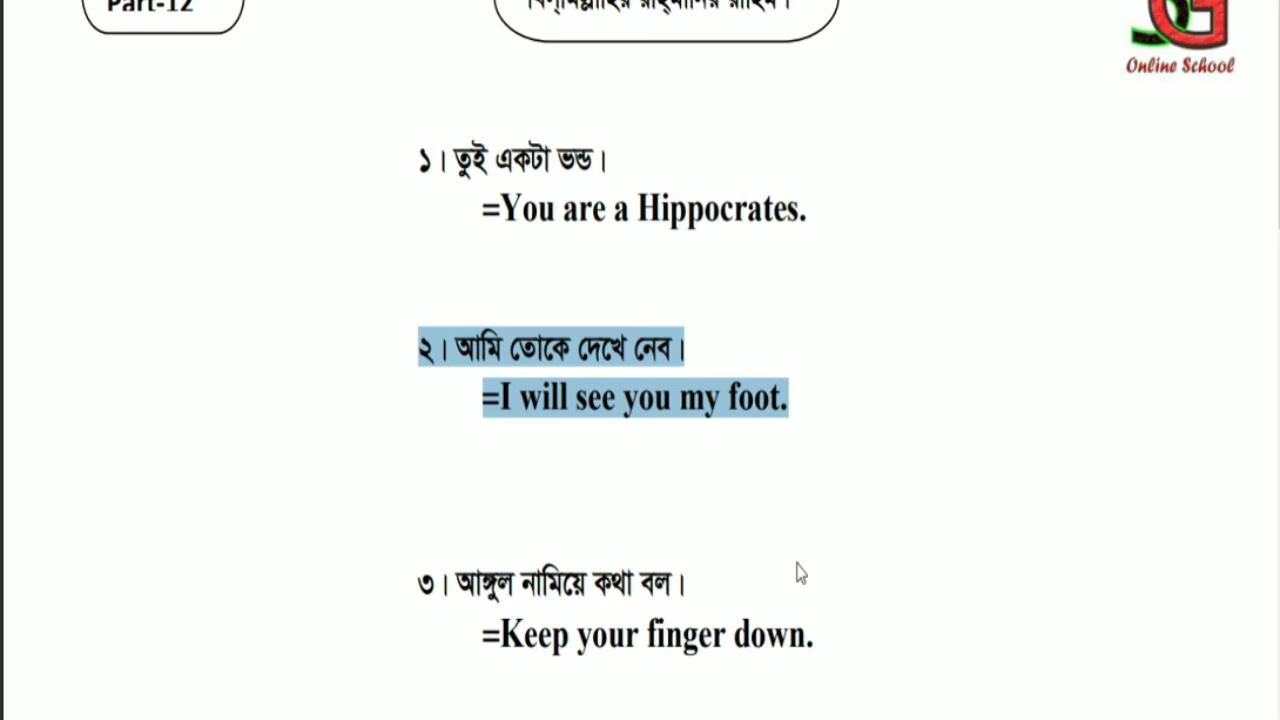 Part-12
Online School
১। তুই একটা ভন্ড।
=You are a Hippocrates.
২। আমি তোকে দেখে নেব।
=I will see you my foot.
৩। আঙ্গুল নামিয়ে কথা বল।
=Keep your finger down.